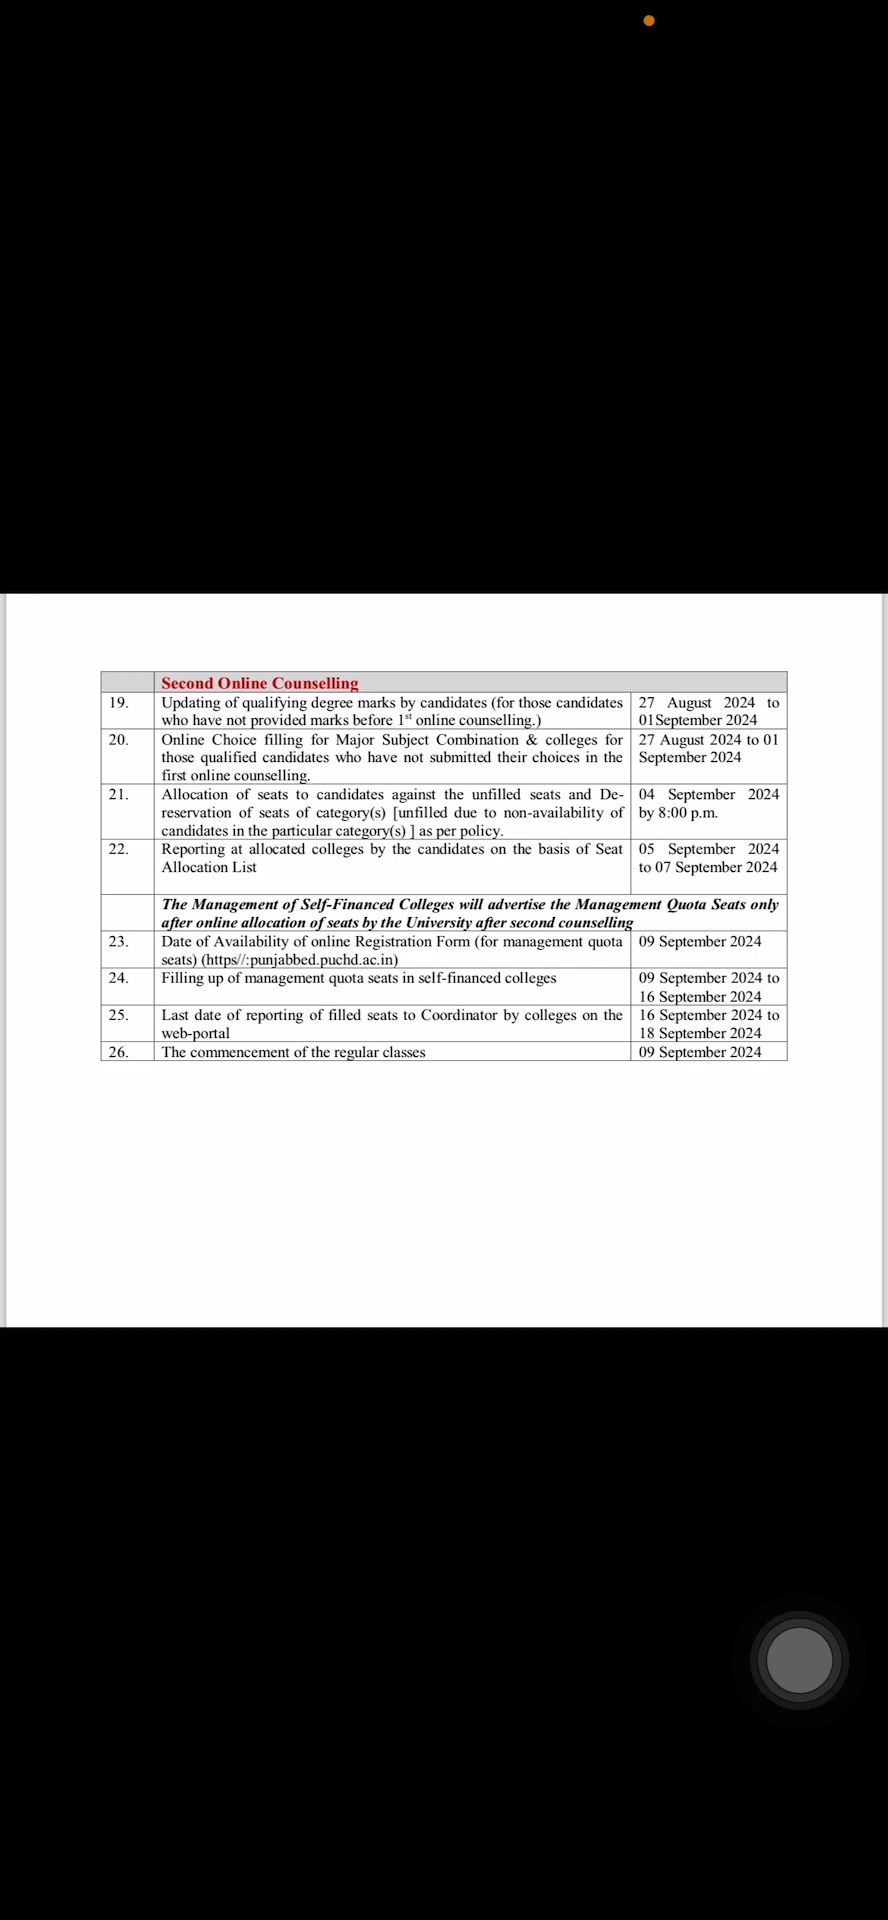 Second Online Counselling
19. Updating of qualifying degree marks by candidates (for those candidates 27 August 2024 to
who have not provided marks before 1st online counselling.) 01September 2024
20. Online Choice filling for Major Subject Combination & colleges for 27 August 2024 to 01
those qualified candidates who have not submitted their choices in the September 2024
first online counselling.
21. Allocation of seats to candidates against the unfilled seats and De- 04 September 2024
reservation of seats of category(s) [unfilled due to non-availability of by 8:00 p.m.
candidates in the particular category(s) ] as per policy.
22. Reporting at allocated colleges by the candidates on the basis of Seat 05 September 2024
Allocation List to 07 September 2024
The Management of Self-Financed Colleges will advertise the Management Quota Seats only
after online allocation of seats by the University after second counselling
23. Date of Availability of online Registration Form (for management quota 09 September 2024
seats) (https//:punjabbed.puchd.ac.in)
24. Filling up of management quota seats in self-financed colleges 09 September 2024 to
16 September 2024
25. Last date of reporting of filled seats to Coordinator by colleges on the 16 September 2024 to
web-portal 18 September 2024
26. The commencement of the regular classes 09 September 2024